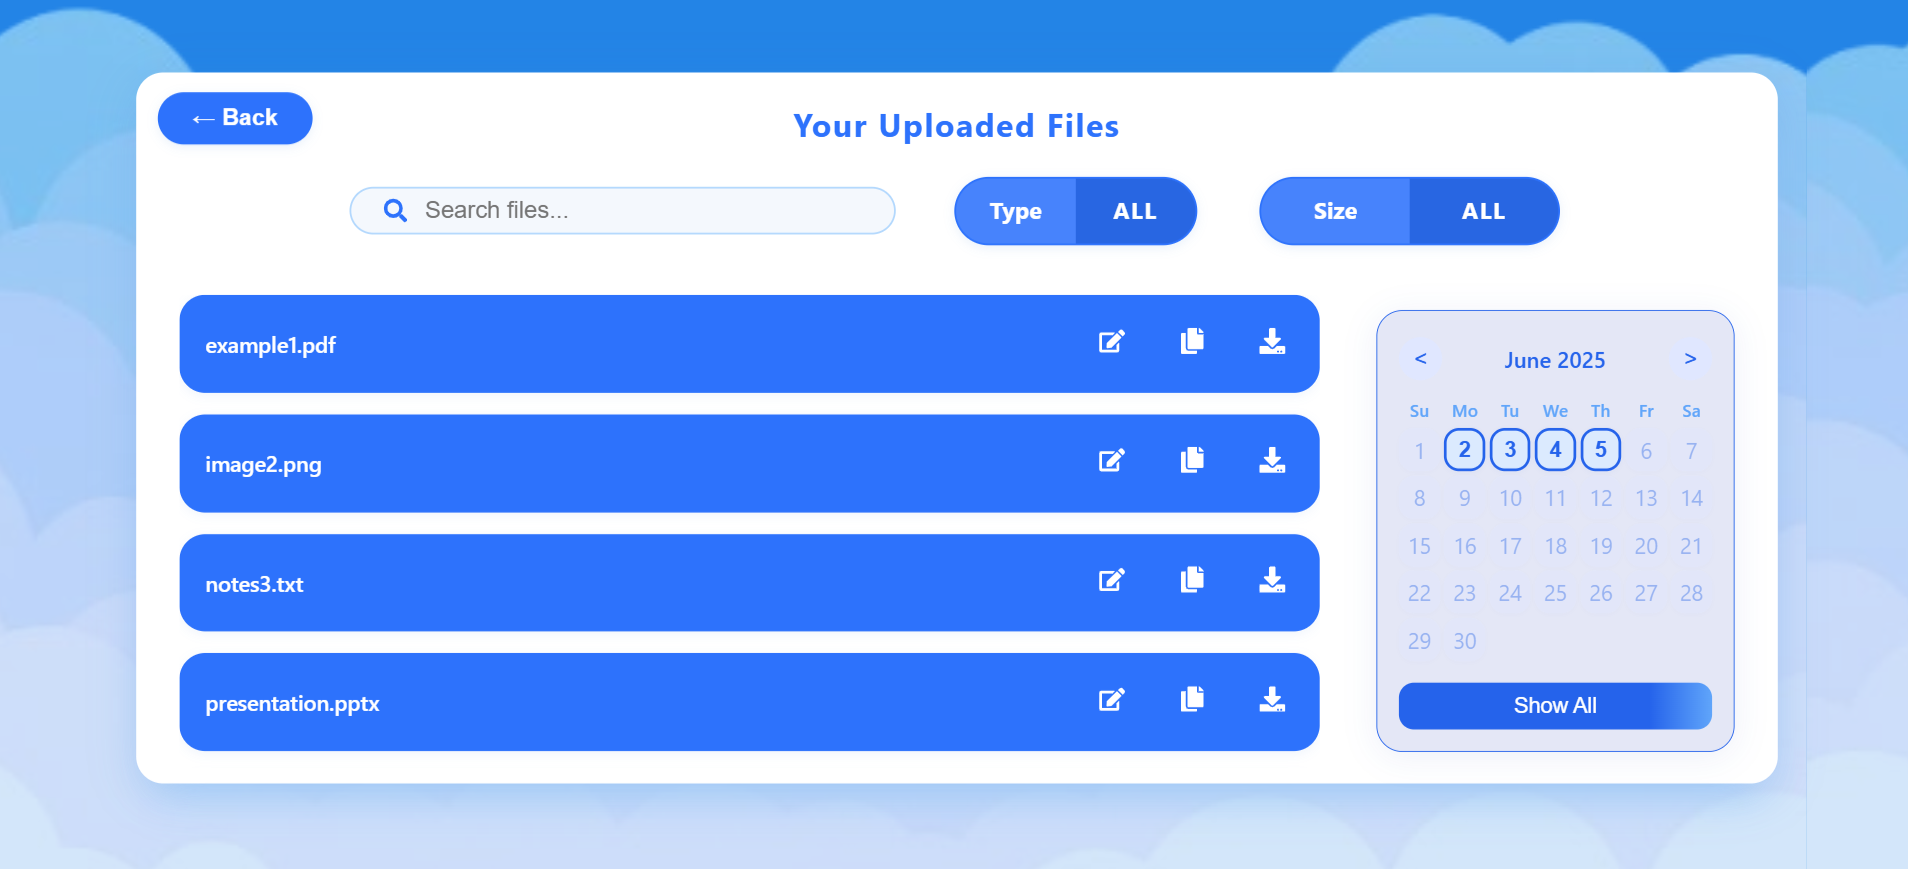 ← Back
Your Uploaded Files
Search files...
Type ALL
Size ALL
example1.pdf
image2.png
notes3.txt
presentation.pptx
< June 2025 >
Su Mo Tu We Th Fr Sa
1 2 3 4 5 6 7
8 9 10 11 12 13 14
15 16 17 18 19 20 21
22 23 24 25 26 27 28
29 30
Show All